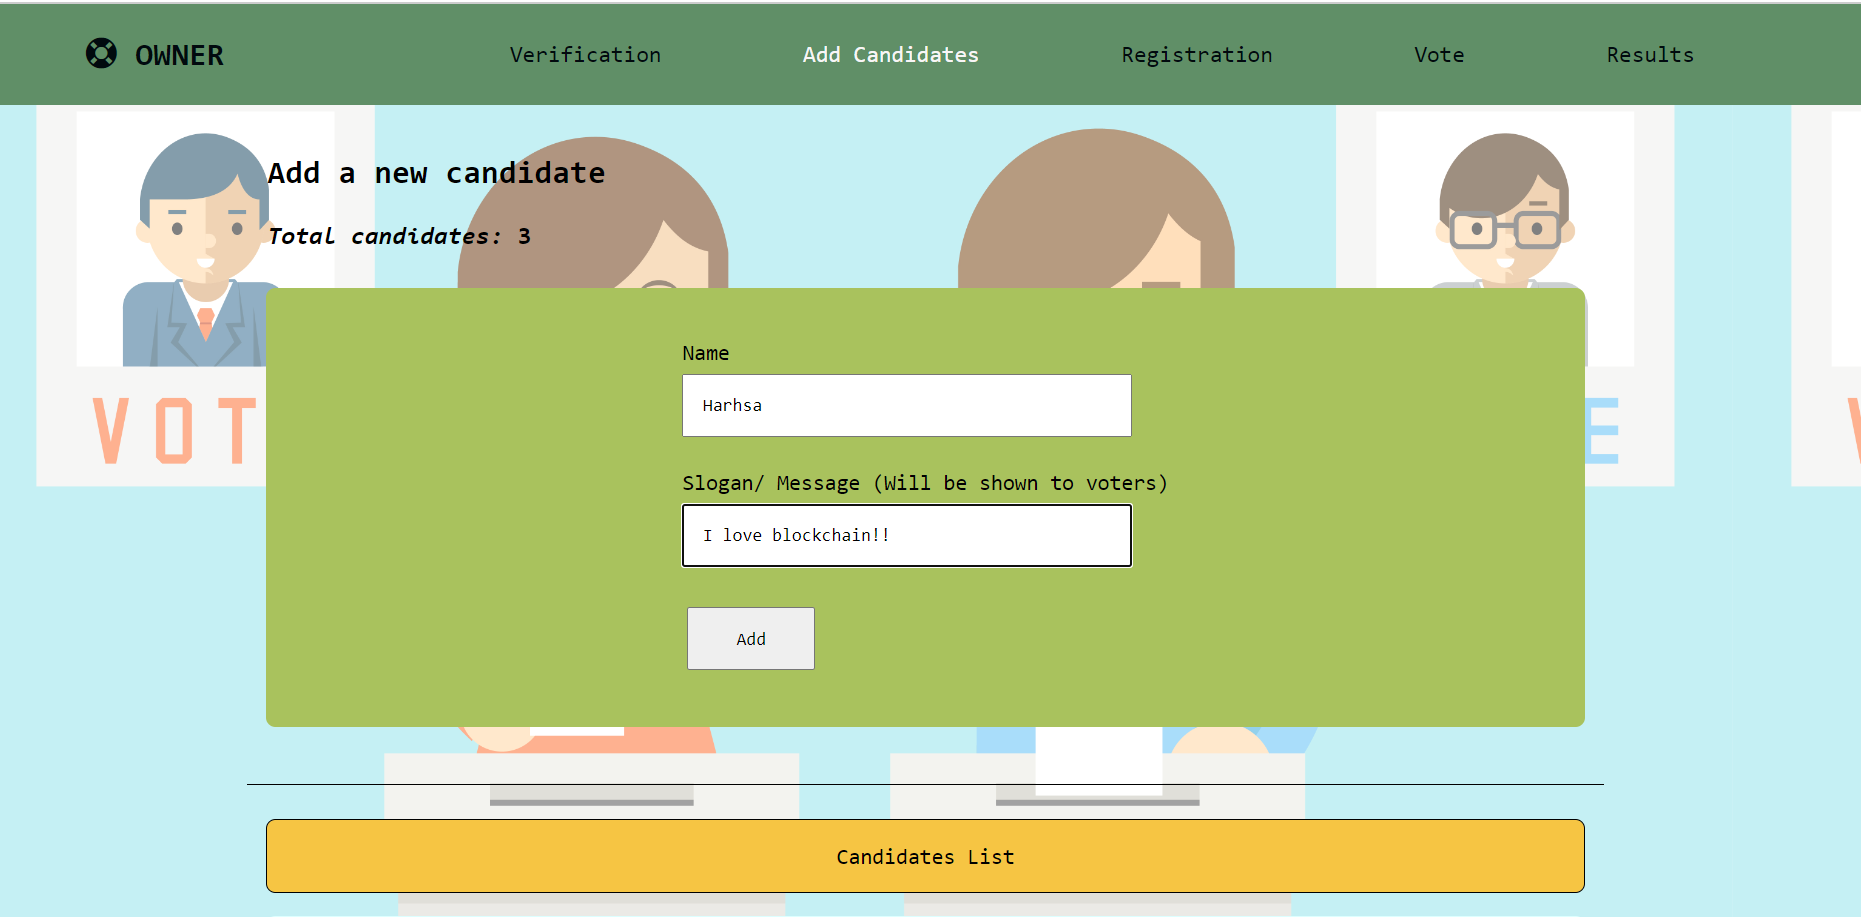 OWNER Verification Add Candidates Registration Vote Results
Add a new candidate
Total candidates: 3
Name
Harhsa
Slogan/ Message (Will be shown to voters)
I love blockchain!!
Add
VOT
E
Candidates List